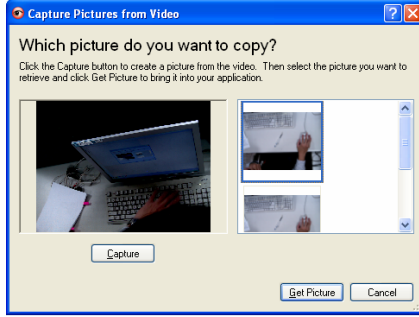 Capture Pictures from Video
Which picture do you want to copy?
Click the Capture button to create a picture from the video. Then select the picture you want to
retrieve and click Get Picture to bring it into your application.
Capture
Get Picture
Cancel